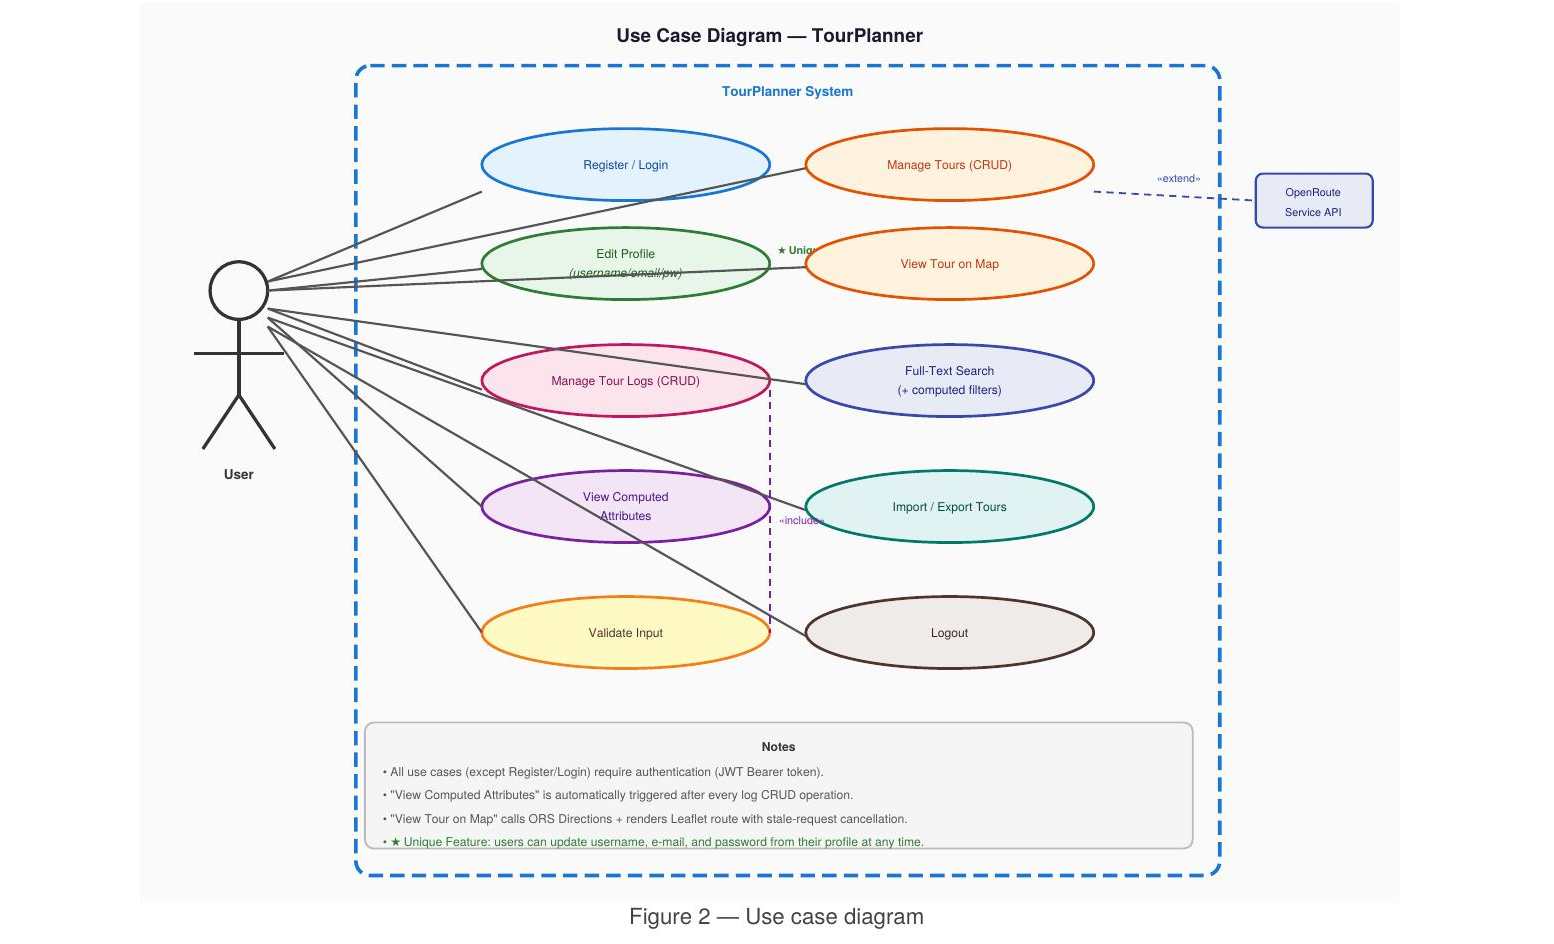 Use Case Diagram — TourPlanner
TourPlanner System
Register / Login
Manage Tours (CRUD)
«extend»
OpenRoute
Service API
Edit Profile
(username/email/pw)
★
View Tour on Map
Manage Tour Logs (CRUD)
Full-Text Search
(+ computed filters)
View Computed
Attributes
«include»
Import / Export Tours
User
Validate Input
Logout
Notes
• All use cases (except Register/Login) require authentication (JWT Bearer token).
• "View Computed Attributes" is automatically triggered after every log CRUD operation.
• "View Tour on Map" calls ORS Directions + renders Leaflet route with stale-request cancellation.
• ★ Unique Feature: users can update username, e-mail, and password from their profile at any time.
Figure 2 — Use case diagram